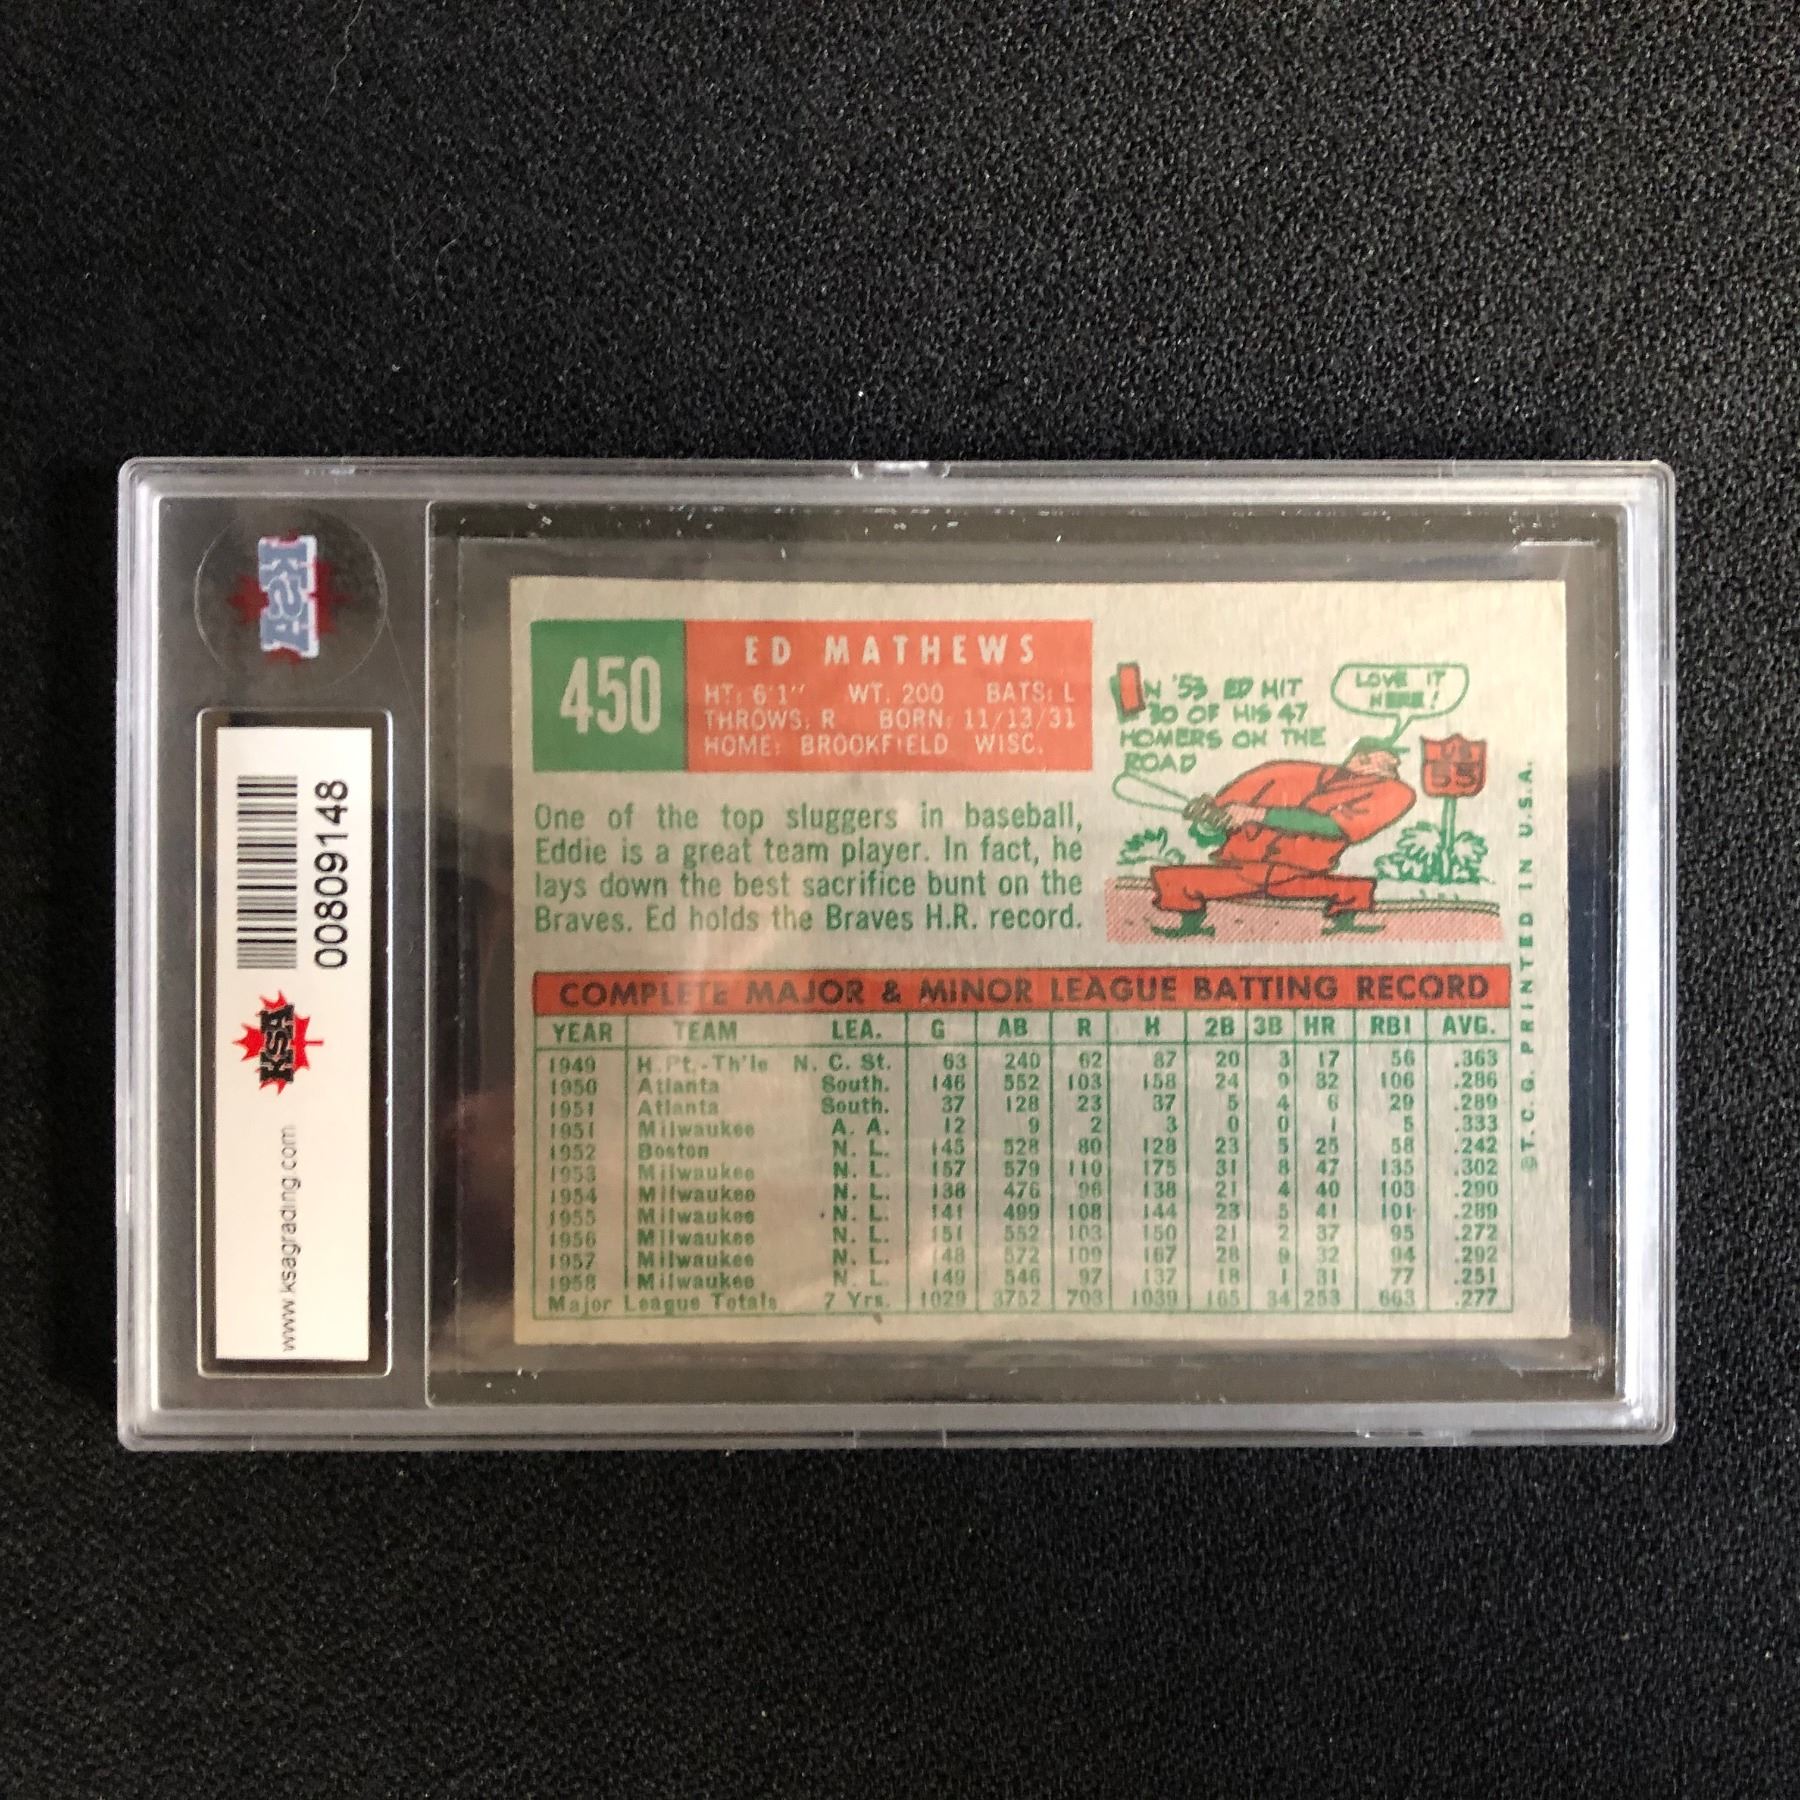 KSA
00809148
KSA
www.ksagrading.com
450
ED MATHEWS
HT: 6'1" WT. 200 BATS: L
THROWS: R BORN: 11/13/31
HOME: BROOKFIELD WISC.
One of the top sluggers in baseball,
Eddie is a great team player. In fact, he
lays down the best sacrifice bunt on the
Braves. Ed holds the Braves H.R. record.
IN '53 ED HIT
30 OF HIS 47
HOMERS ON THE
ROAD
LOVE IT
HERE!
COMPLETE MAJOR & MINOR LEAGUE BATTING RECORD
YEAR TEAM LEA. G AB R H 2B 3B HR RBI AVG.
1949 H. Pt.-Th'le N. C. St. 63 240 62 87 20 3 17 56 .363
1950 Atlanta South. 146 552 103 158 24 9 32 106 .286
1951 Atlanta South. 37 128 23 37 5 4 6 29 .289
1951 Milwaukee A. A. 12 9 2 3 0 0 1 5 .333
1952 Boston N. L. 145 528 80 128 23 5 25 58 .242
1953 Milwaukee N. L. 157 579 110 175 31 8 47 135 .302
1954 Milwaukee N. L. 138 476 96 138 21 4 40 103 .290
1955 Milwaukee N. L. 141 499 108 144 23 5 41 101 .289
1956 Milwaukee N. L. 151 552 103 150 21 2 37 95 .272
1957 Milwaukee N. L. 148 572 109 167 28 9 32 94 .292
1958 Milwaukee N. L. 149 546 97 137 18 1 31 77 .251
Major League Totals 7 Yrs. 1029 3752 703 1039 165 34 253 663 .277
©T. C. G. PRINTED IN U.S.A.